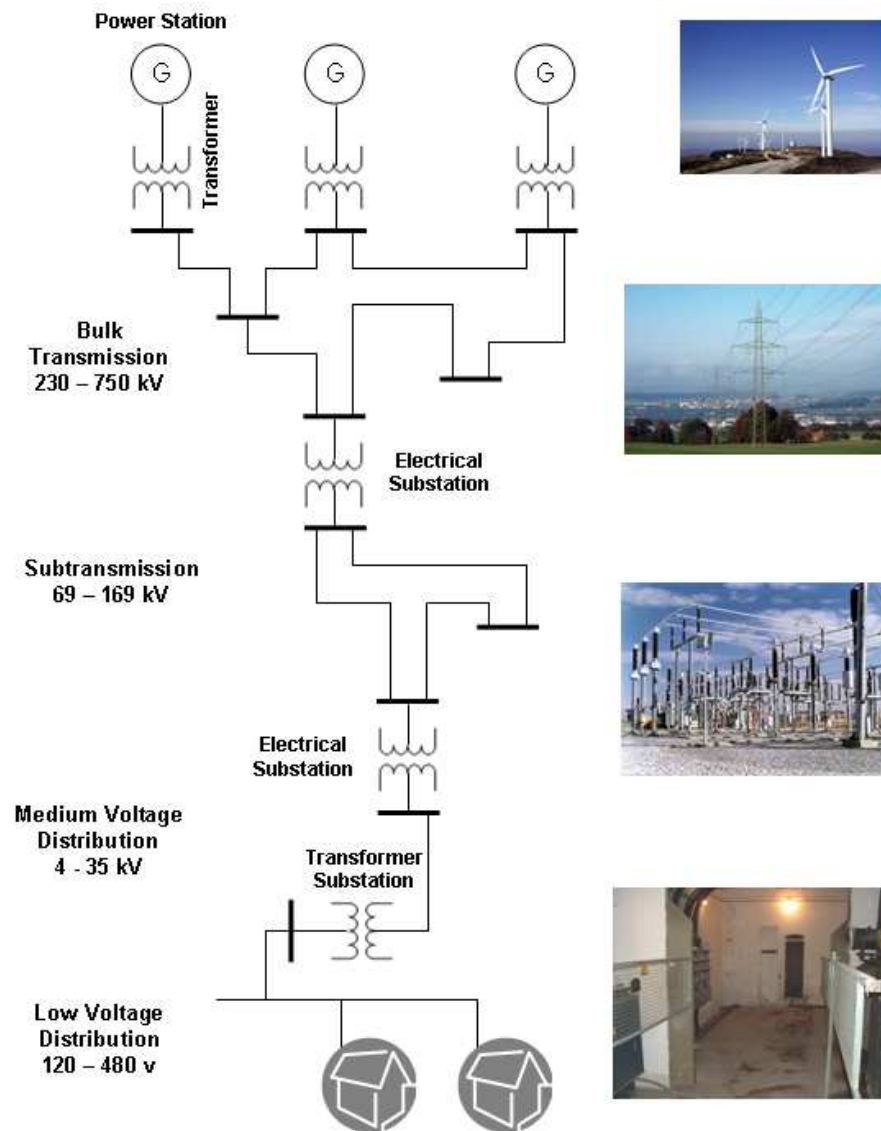 Power Station
G
G
G
Transformer
Bulk
Transmission
230 – 750 kV
Electrical
Substation
Subtransmission
69 – 169 kV
Electrical
Substation
Medium Voltage
Distribution
4 - 35 kV
Transformer
Substation
Low Voltage
Distribution
120 – 480 v